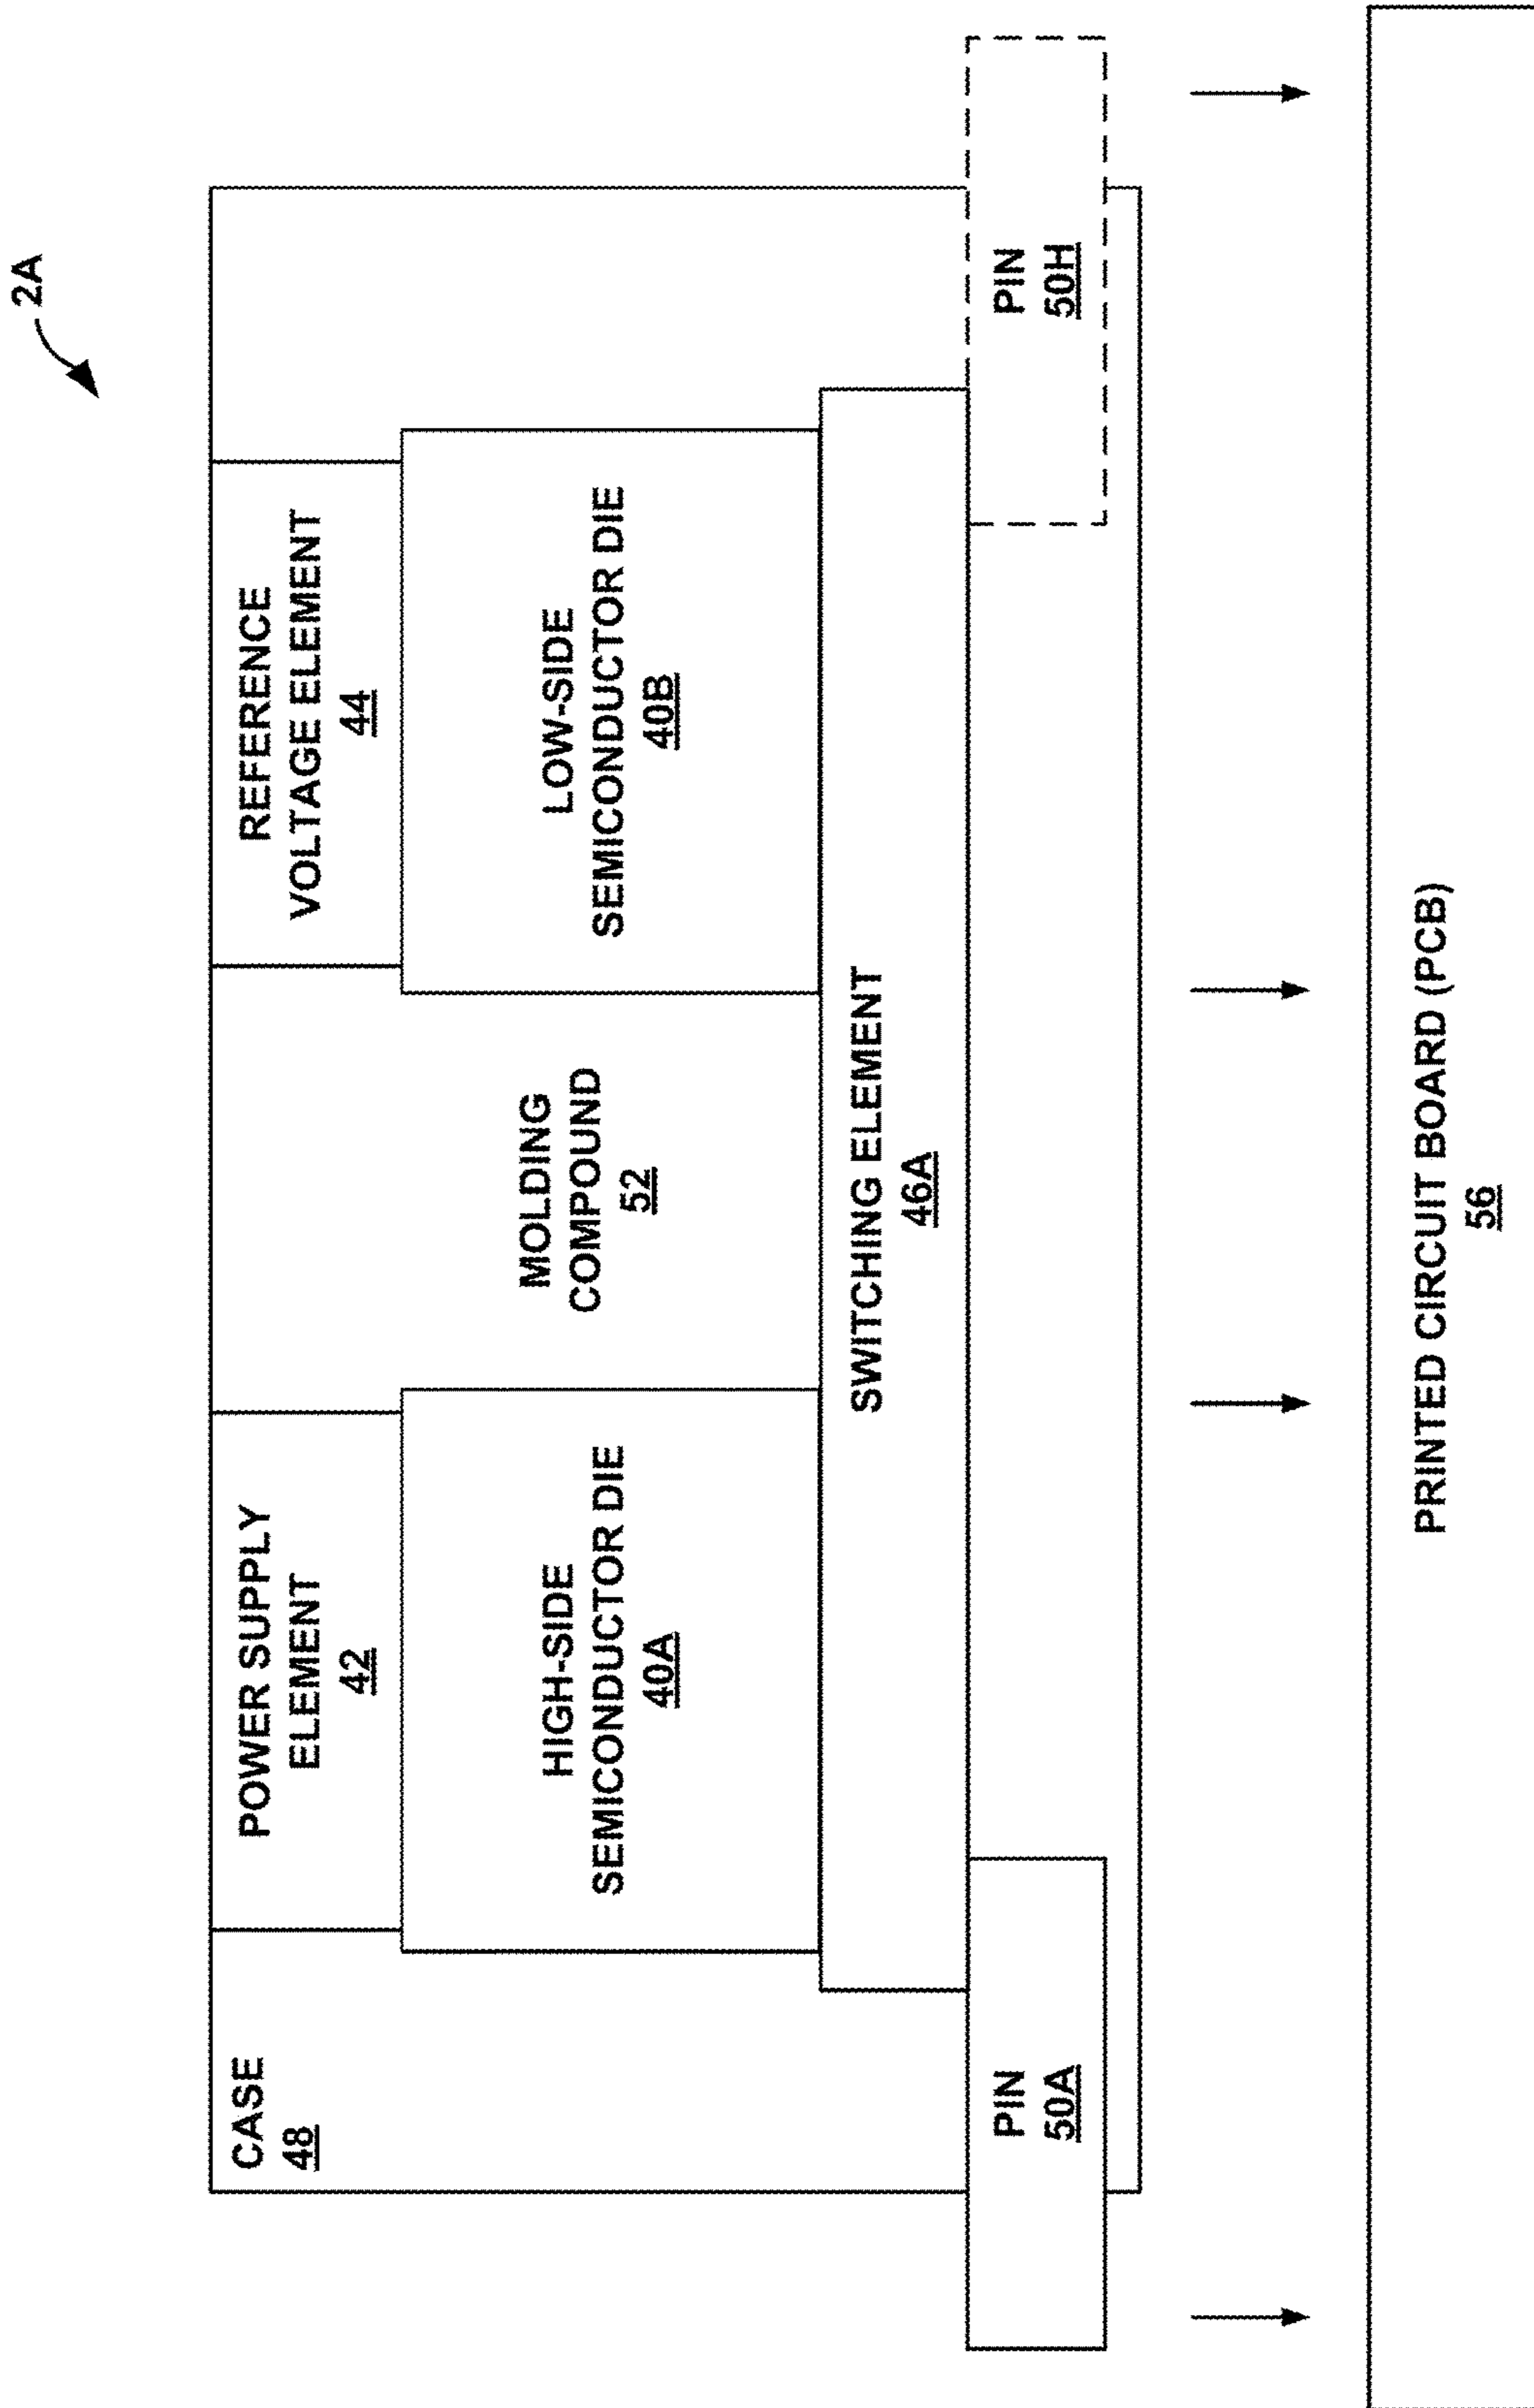 2A
CASE
48
POWER SUPPLY
ELEMENT
42
REFERENCE
VOLTAGE ELEMENT
44
HIGH-SIDE
SEMICONDUCTOR DIE
40A
MOLDING
COMPOUND
52
LOW-SIDE
SEMICONDUCTOR DIE
40B
SWITCHING ELEMENT
46A
PIN
50A
PIN
50H
PRINTED CIRCUIT BOARD (PCB)
56